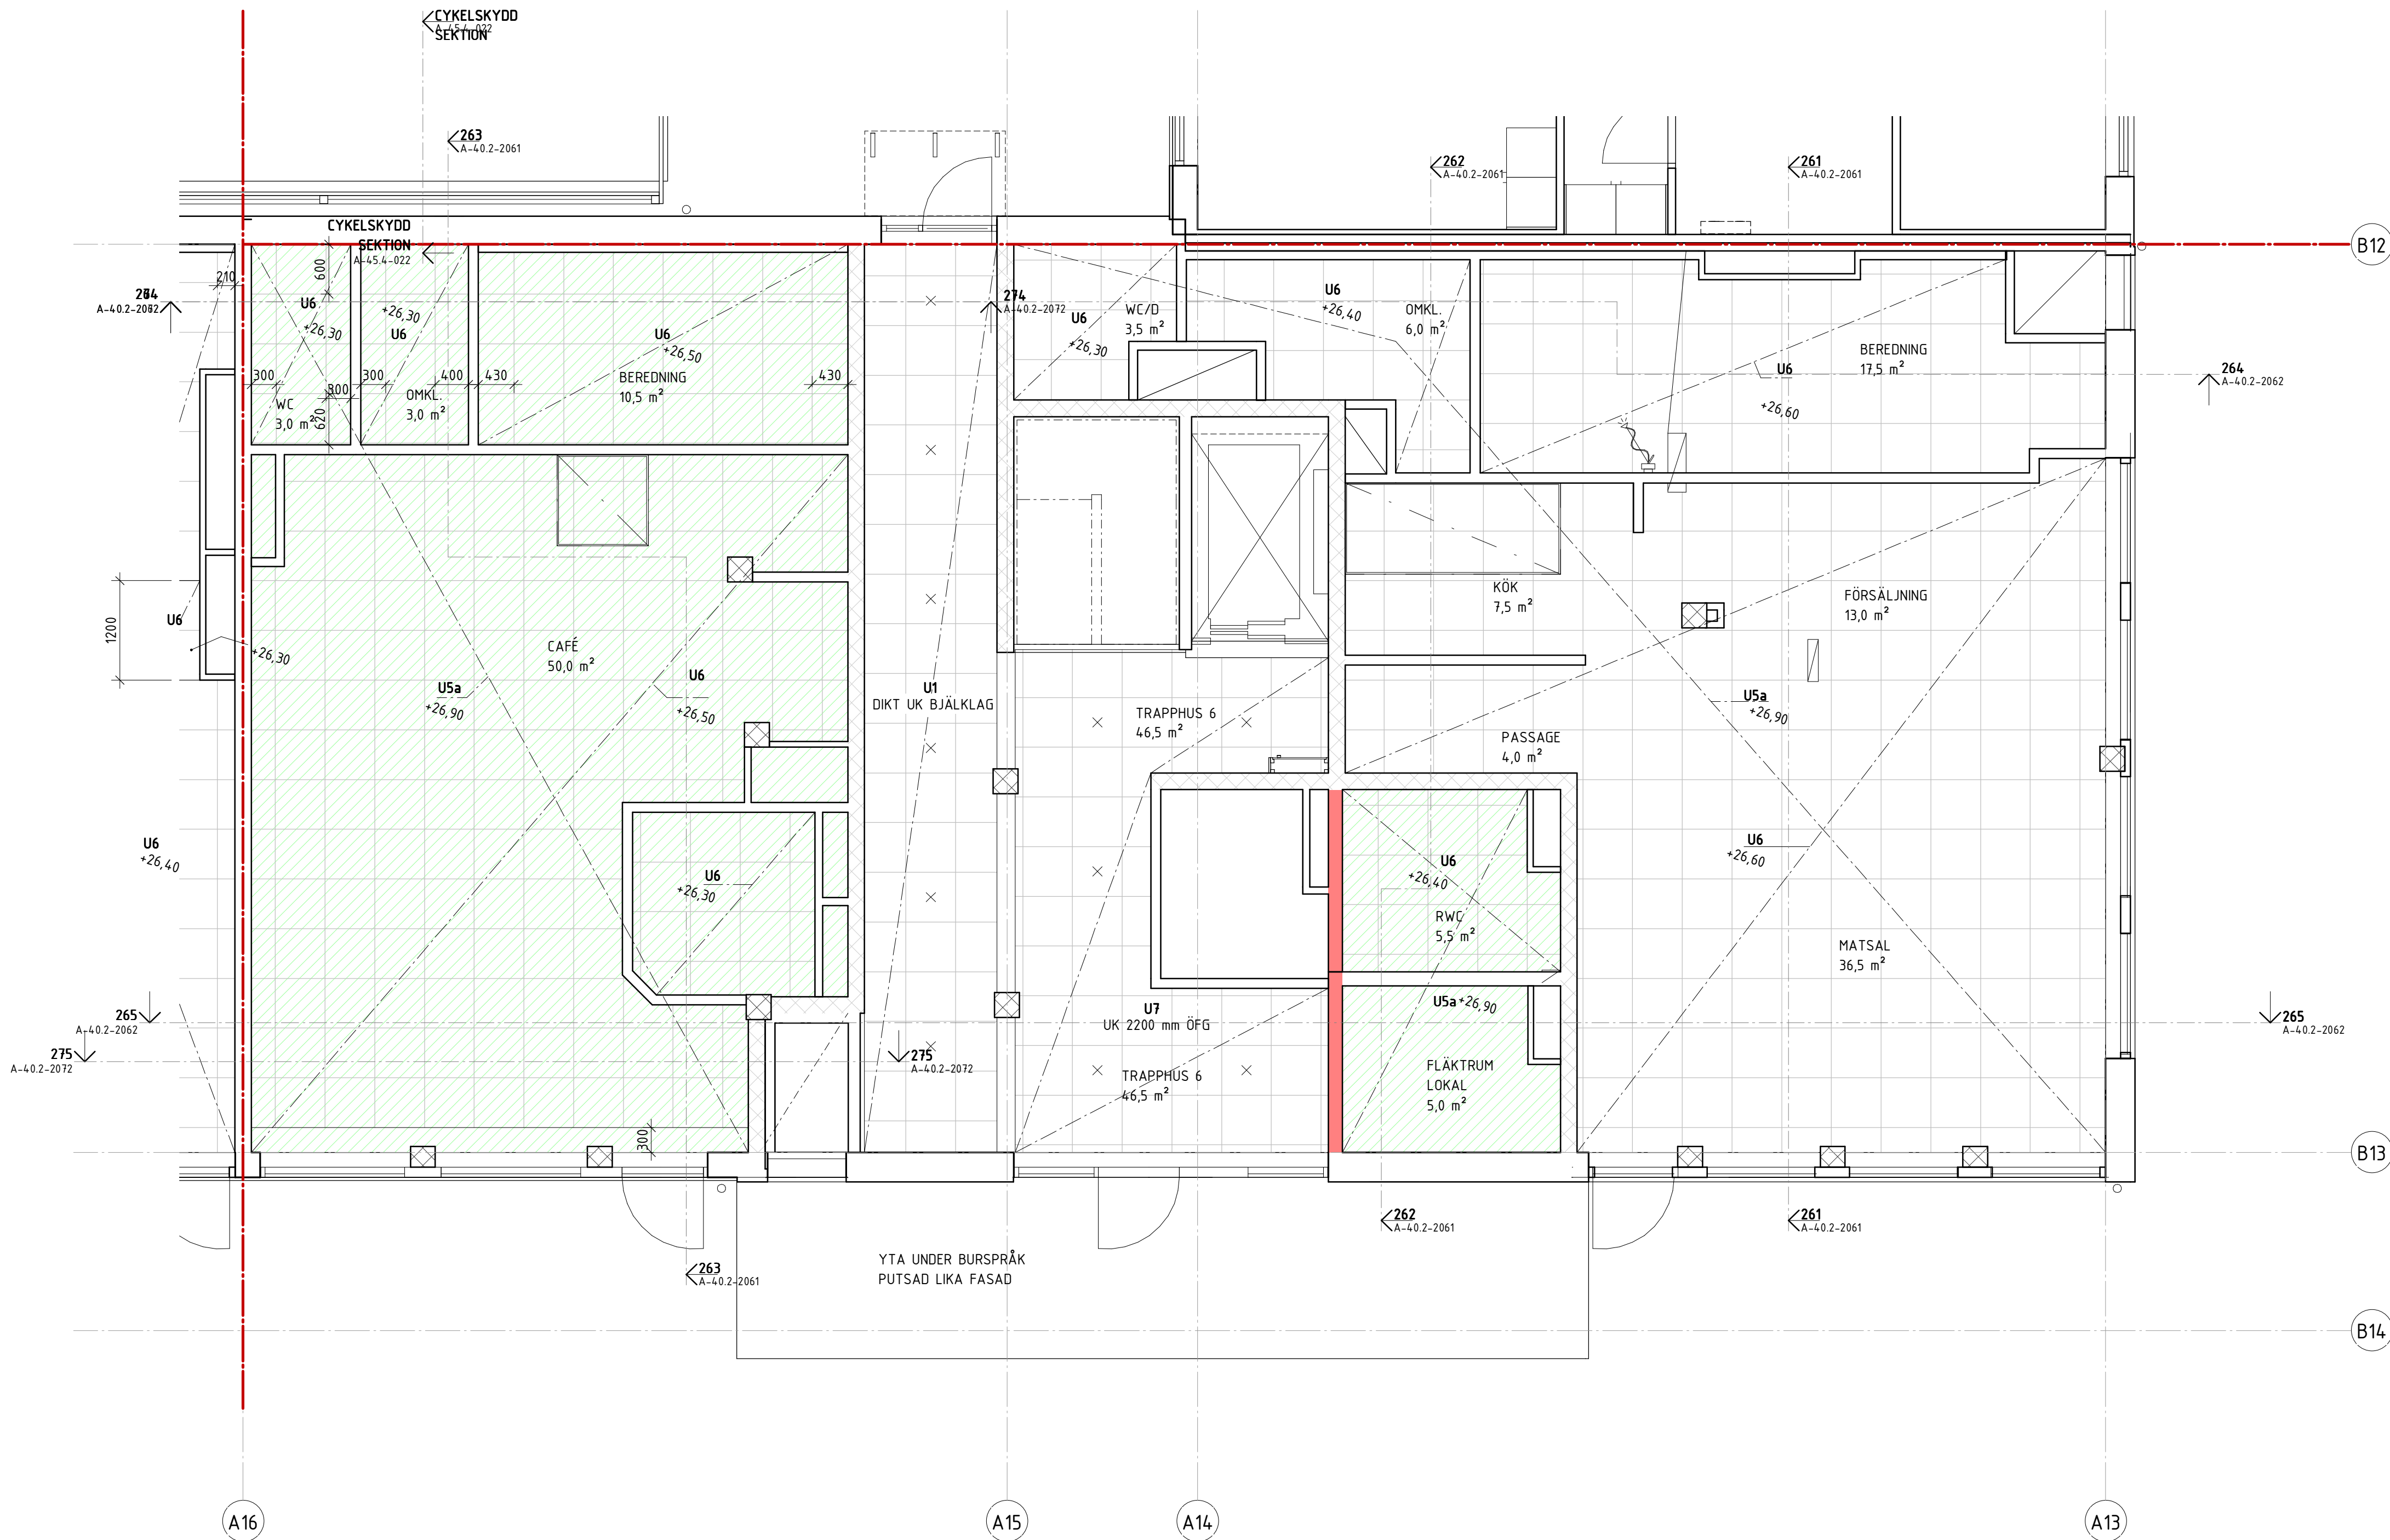 CYKELSKYDD
A-45.4-022
SEKTION
263
A-40.2-2061
262
A-40.2-2061
261
A-40.2-2061
CYKELSKYDD
SEKTION
A-45.4-022
B12
210
600
U6
+26,30
+26,30
U6
U6
+26,50
BEREDNING
10,5 m²
300
300
300
400
430
430
WC
3,0 m²
620
OMKL.
3,0 m²
274
A-40.2-2072
U6
+26,30
WC/D
3,5 m²
U6
+26,40
OMKL.
6,0 m²
BEREDNING
17,5 m²
U6
+26,60
264
A-40.2-2062
1200
U6
+26,30
CAFÉ
50,0 m²
U5a
+26,90
U6
+26,50
U1
DIKT UK BJÄLKLAG
TRAPPHUS 6
46,5 m²
KÖK
7,5 m²
FÖRSÄLJNING
13,0 m²
U5a
+26,90
PASSAGE
4,0 m²
U6
+26,40
U6
+26,30
U6
+26,40
RWC
5,5 m²
U6
+26,60
MATSAL
36,5 m²
265
A-40.2-2062
275
A-40.2-2072
275
A-40.2-2072
U7
UK 2200 mm ÖFG
TRAPPHUS 6
46,5 m²
U5a
+26,90
FLÄKTRUM
LOKAL
5,0 m²
265
A-40.2-2062
300
B13
262
A-40.2-2061
261
A-40.2-2061
263
A-40.2-2061
YTA UNDER BURSPRÅK
PUTSAD LIKA FASAD
B14
A16
A15
A14
A13